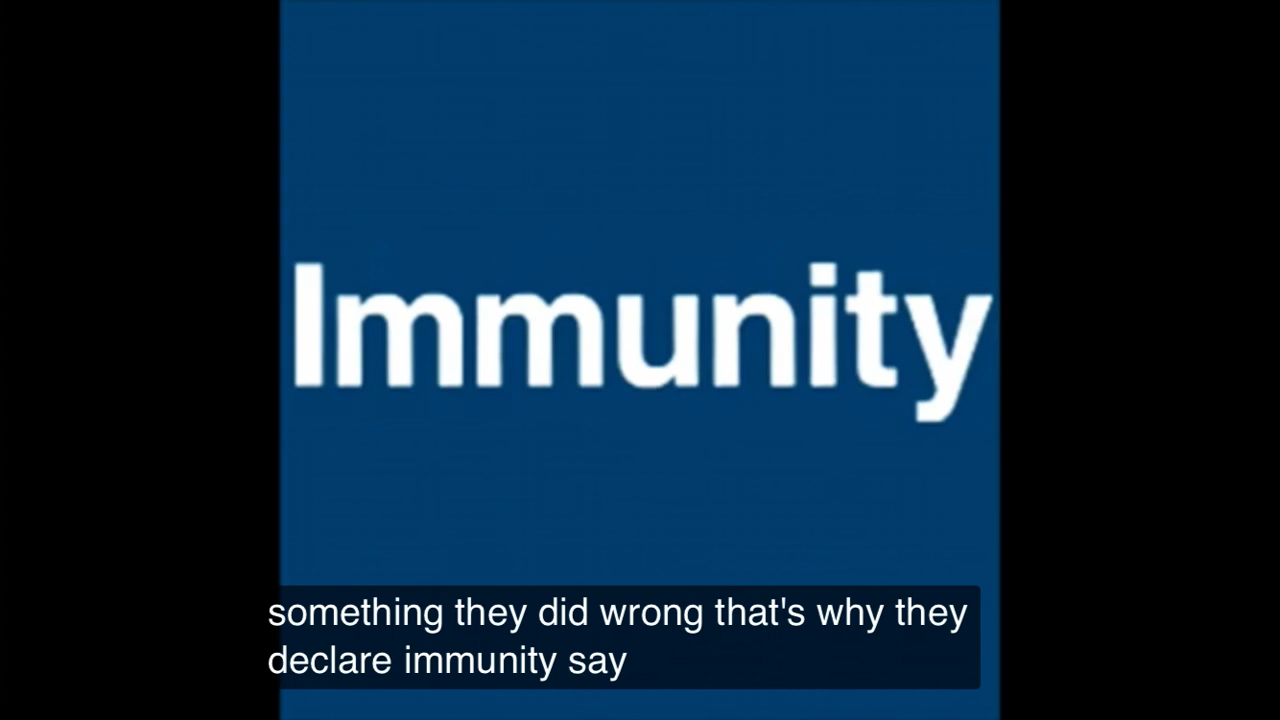 Immunity
something they did wrong that's why they
declare immunity say